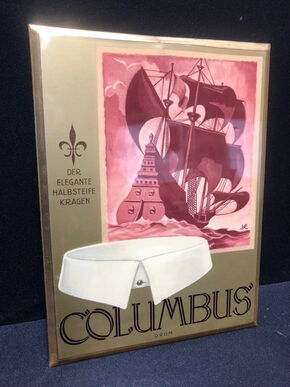 DER
ELEGANTE
HALBSTEIFE
KRAGEN
COLUMBUS